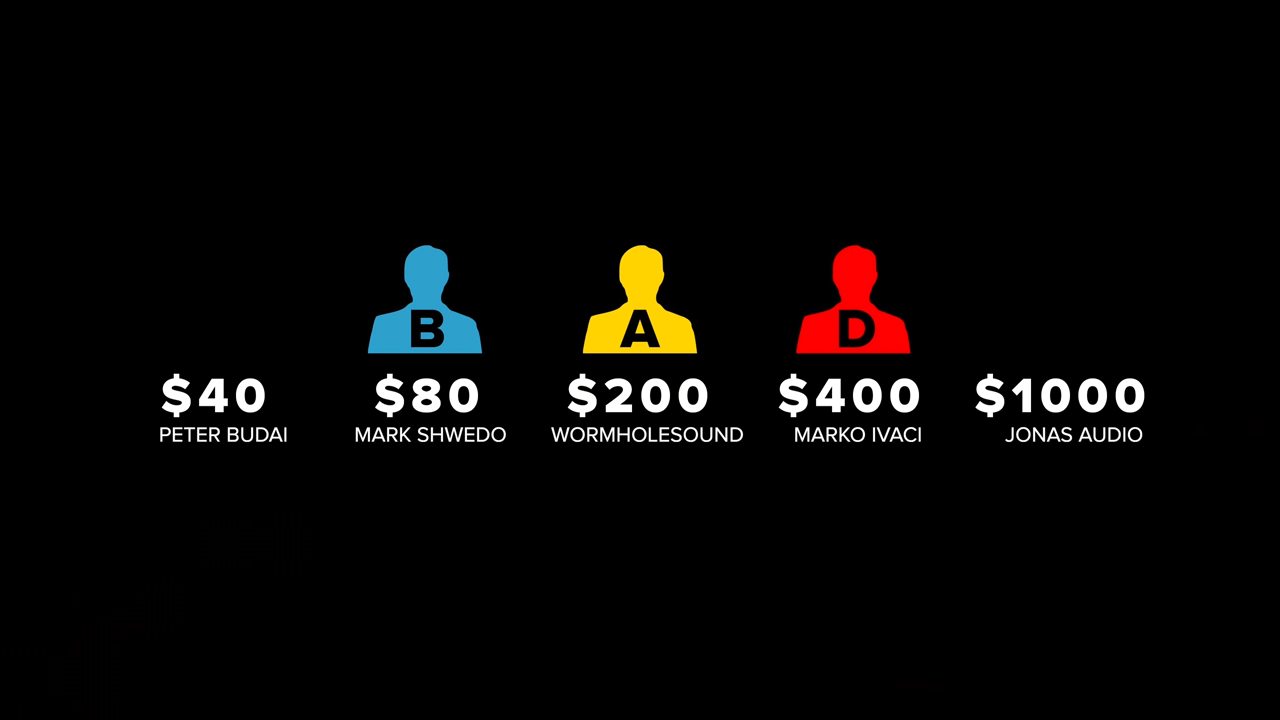 B A D
$40 $80 $200 $400 $1000
PETER BUDAI MARK SHWEDO WORMHOLESOUND MARKO IVACI JONAS AUDIO